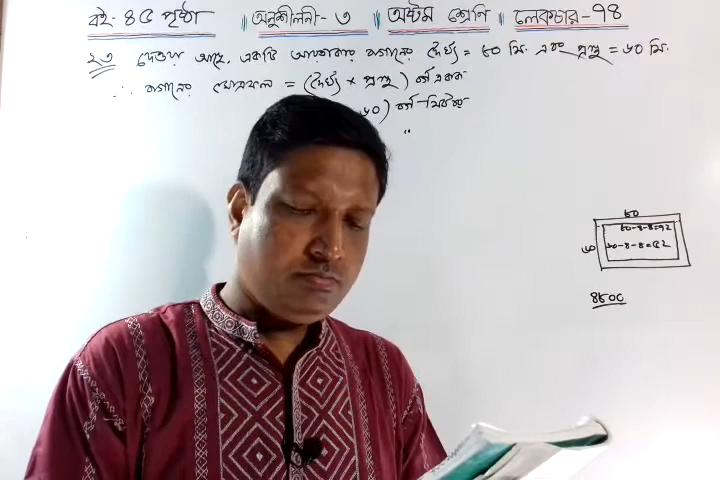 বই- ৪৫ পৃষ্ঠা || অনুশীলনী- ৩ || অষ্টম শ্রেণি || লেকচার-78
২৩ দেওয়া আছে, একটি আয়তাকার বাগানের দৈর্ঘ্য = ৮০ মি. এবং প্রস্থ = ৬০ মি.
∴ বাগানের ক্ষেত্রফল = (দৈর্ঘ্য × প্রস্থ) বর্গ একক
৬০) বর্গ-মিটার
"
৮০
৮০-৪-৪=৭২
৬০
৬০-৪-৪=৫২
৪৮০০